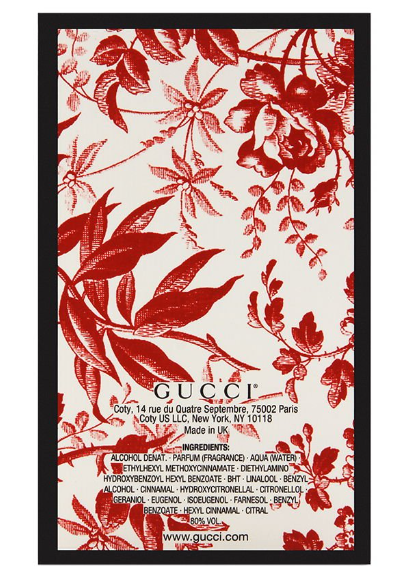 GUCCI®
Coty, 14 rue du Quatre Septembre, 75002 Paris
Coty US LLC, New York, NY 10118
Made in UK
INGREDIENTS:
ALCOHOL DENAT. · PARFUM (FRAGRANCE) · AQUA (WATER) ·
ETHYLHEXYL METHOXYCINNAMATE · DIETHYLAMINO
HYDROXYBENZOYL HEXYL BENZOATE · BHT · LINALOOL · BENZYL
ALCOHOL · CINNAMAL · HYDROXYCITRONELLAL · CITRONELLOL ·
GERANIOL · EUGENOL · ISOEUGENOL · FARNESOL · BENZYL
BENZOATE · HEXYL CINNAMAL · CITRAL
80% VOL
www.gucci.com